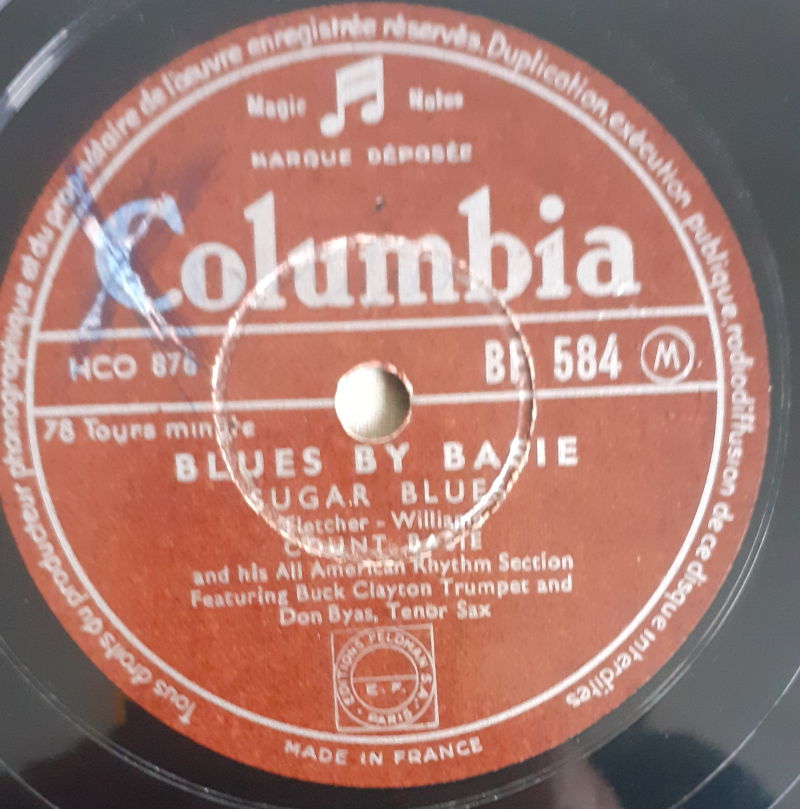 Tous droits du producteur phonographique et du propriétaire de l'œuvre enregistrée réservés. Duplication, exécution publique, radiodiffusion de ce disque interdites
Magic Notes
MARQUE DÉPOSÉE
Columbia
HCO 876 BF 584 M
78 Tours minute
BLUES BY BASIE
SUGAR BLUES
Fletcher - Williams
COUNT BASIE
and his All American Rhythm Section
Featuring Buck Clayton Trumpet and
Don Byas, Tenor Sax
EDITIONS FELDMAN S.A.
E. F.
PARIS
MADE IN FRANCE